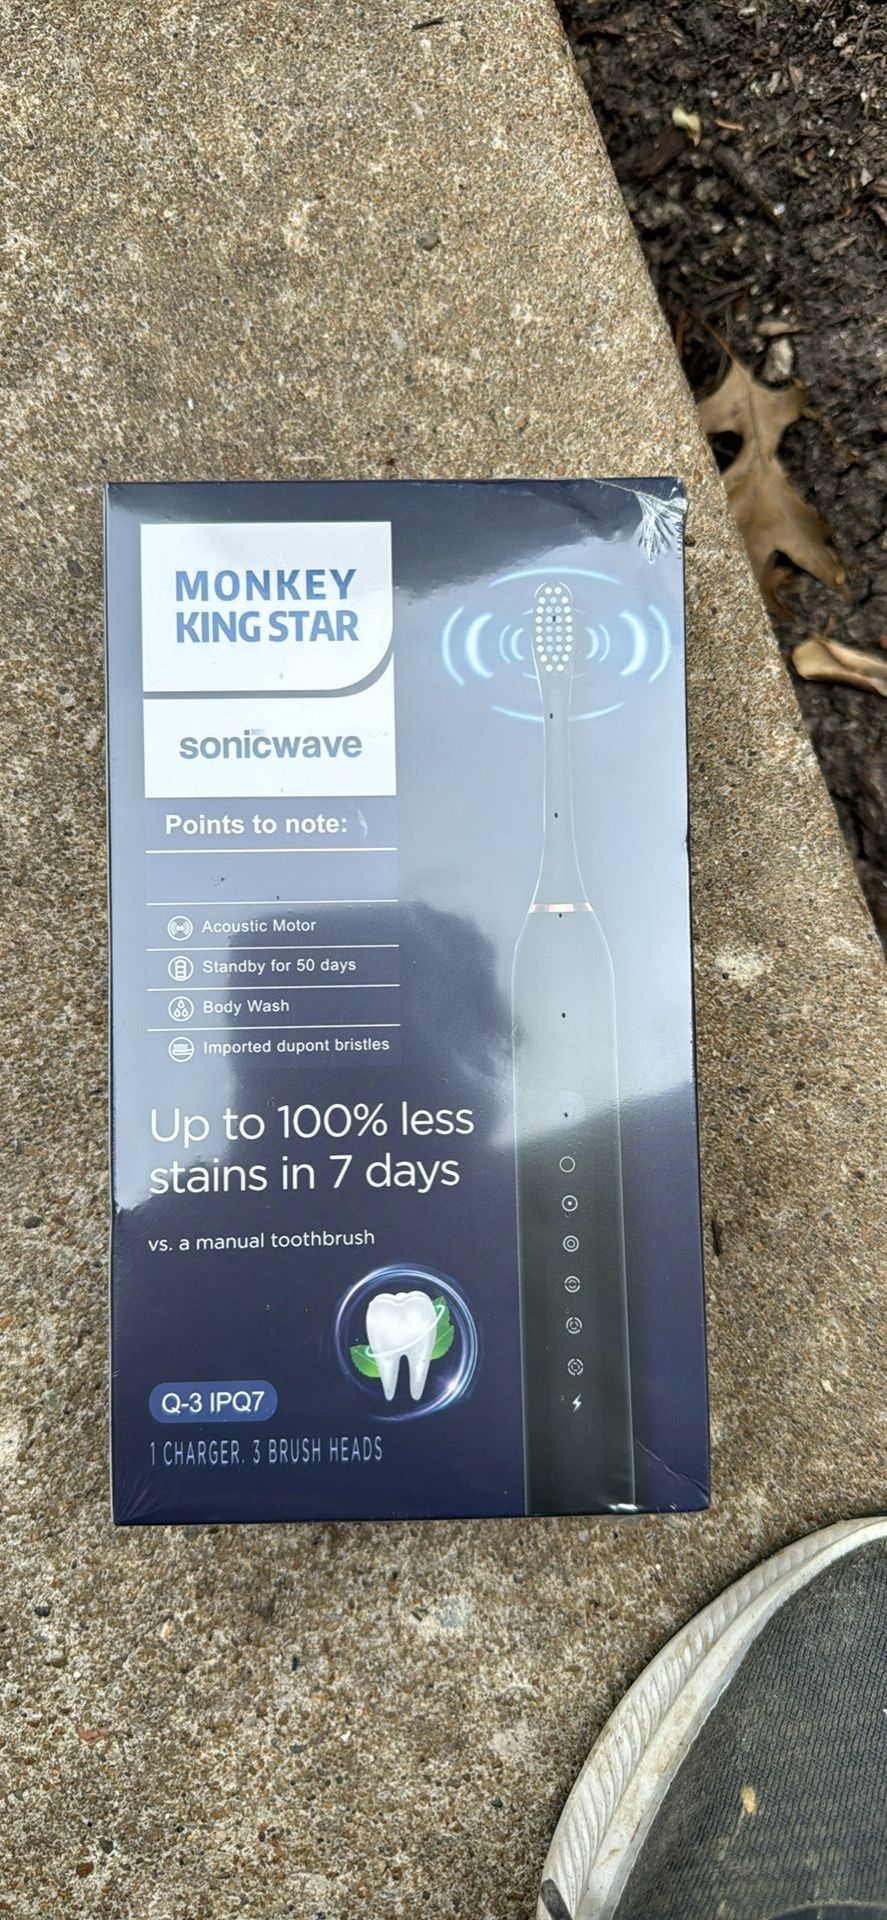 MONKEY
KING STAR
sonicwave
Points to note:
Acoustic Motor
Standby for 50 days
Body Wash
Imported dupont bristles
Up to 100% less
stains in 7 days
vs. a manual toothbrush
Q-3 IPQ7
1 CHARGER. 3 BRUSH HEADS